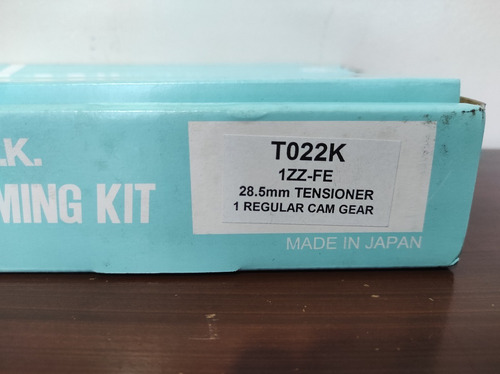 .K.
MING KIT
T022K
1ZZ-FE
28.5mm TENSIONER
1 REGULAR CAM GEAR
MADE IN JAPAN